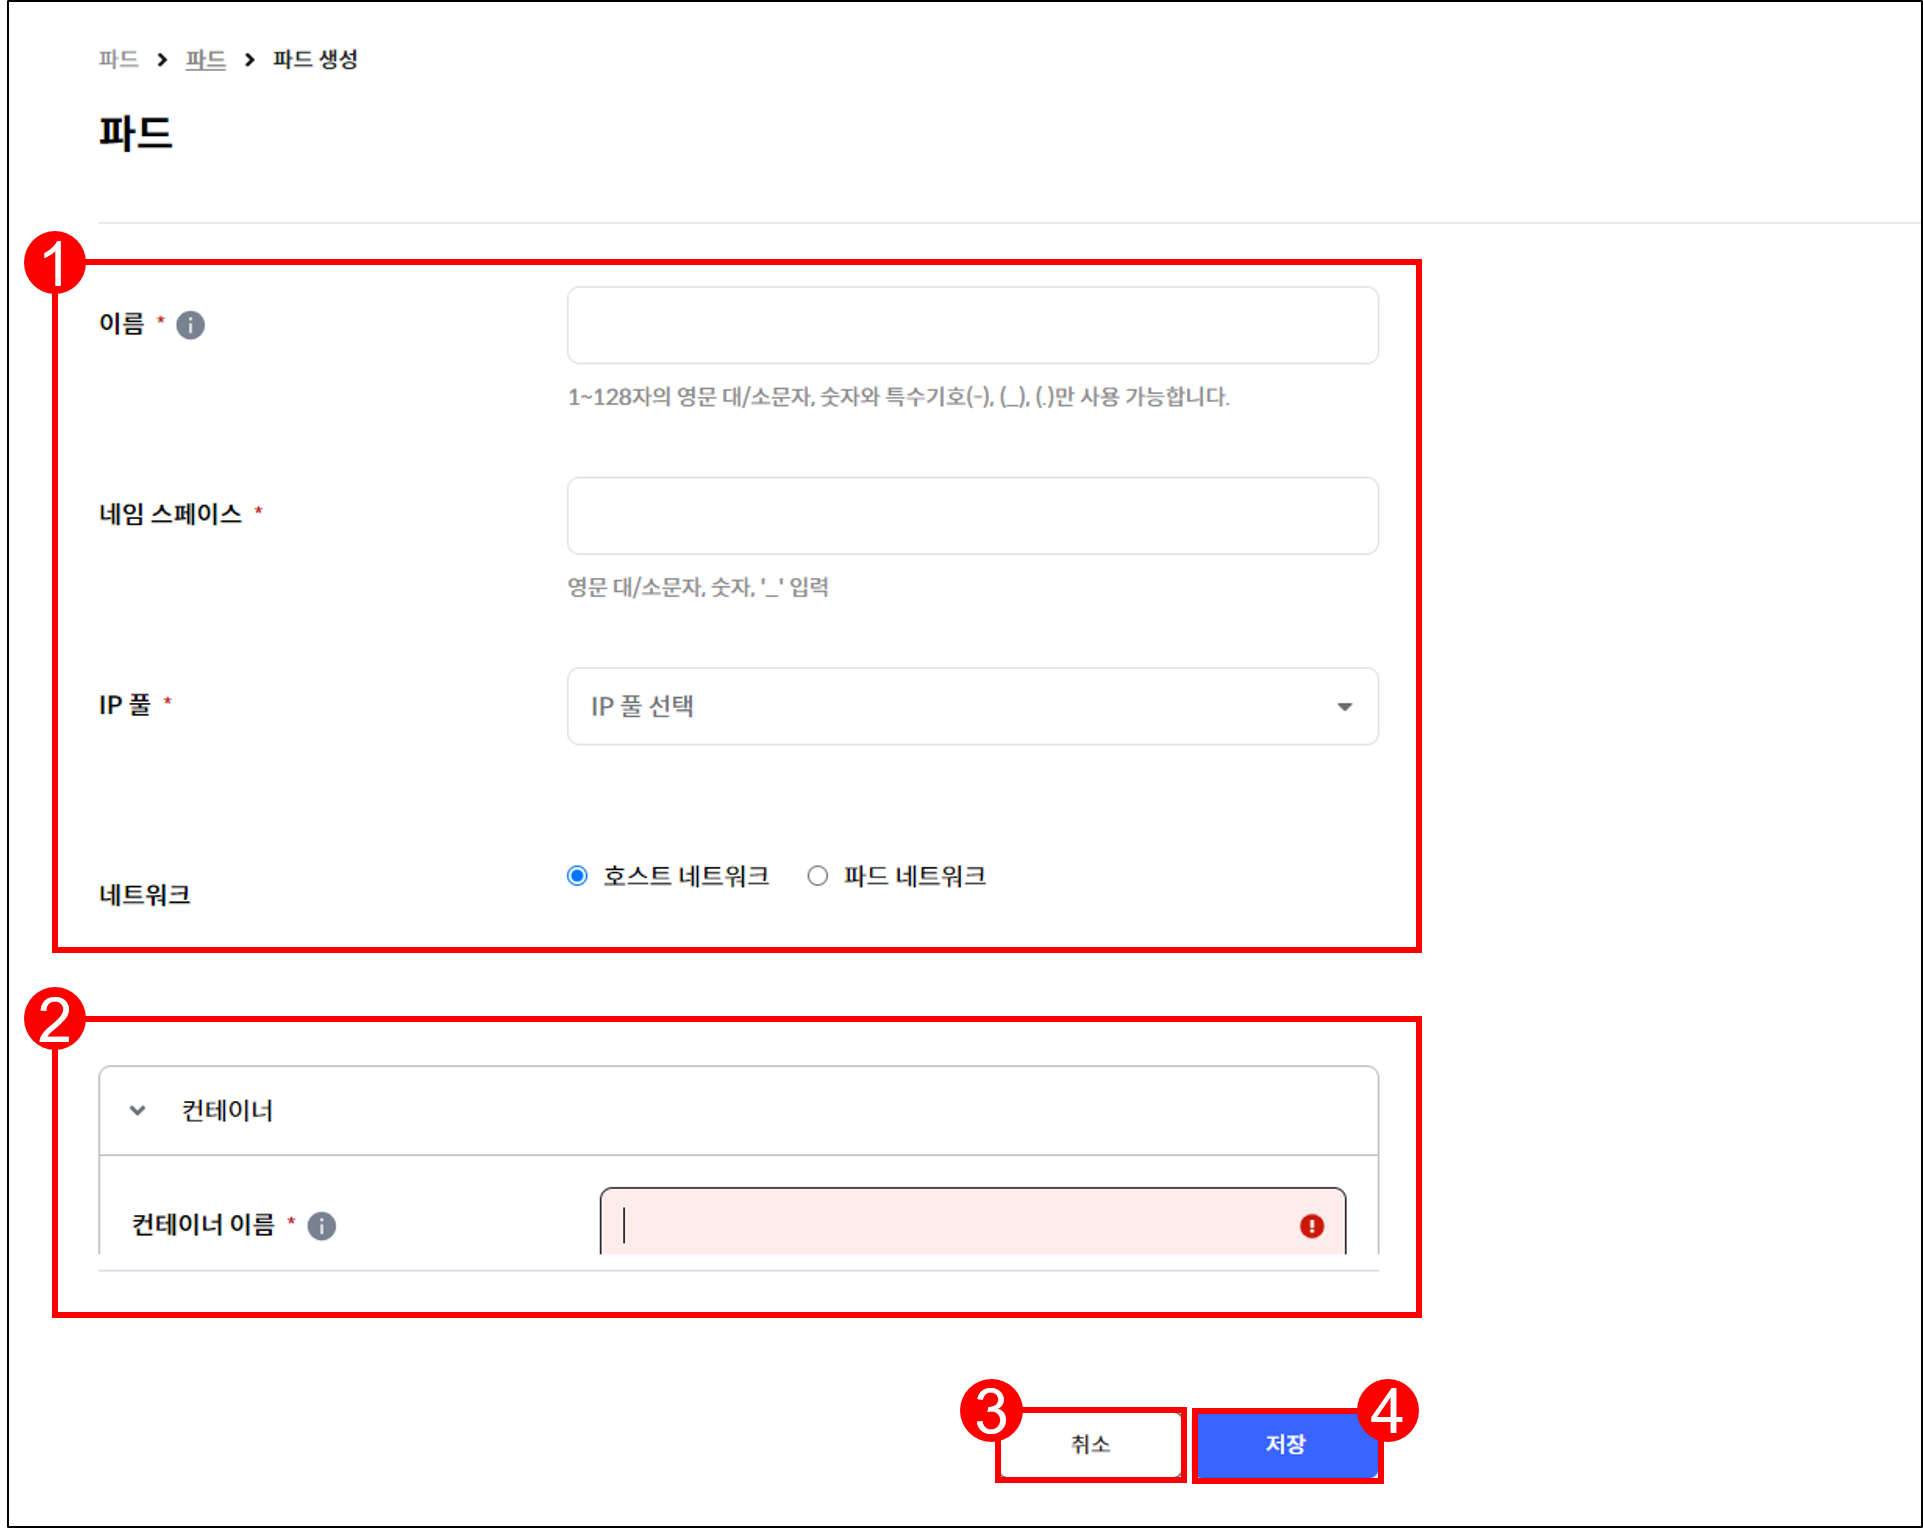 파드 > 파드 > 파드 생성
파드
1
이름 *
1~128자의 영문 대/소문자, 숫자와 특수기호(-), (_), (.)만 사용 가능합니다.
네임 스페이스 *
영문 대/소문자, 숫자, '_' 입력
IP 풀 * IP 풀 선택
네트워크 호스트 네트워크 파드 네트워크
2
컨테이너
컨테이너 이름 *
3 취소
4 저장